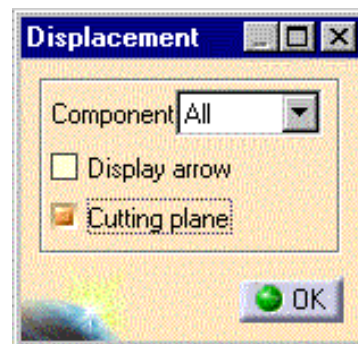 Displacement
Component All
Display arrow
Cutting plane
OK